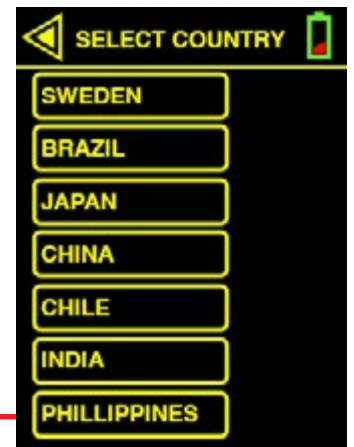 SELECT COUNTRY
SWEDEN
BRAZIL
JAPAN
CHINA
CHILE
INDIA
PHILLIPPINES